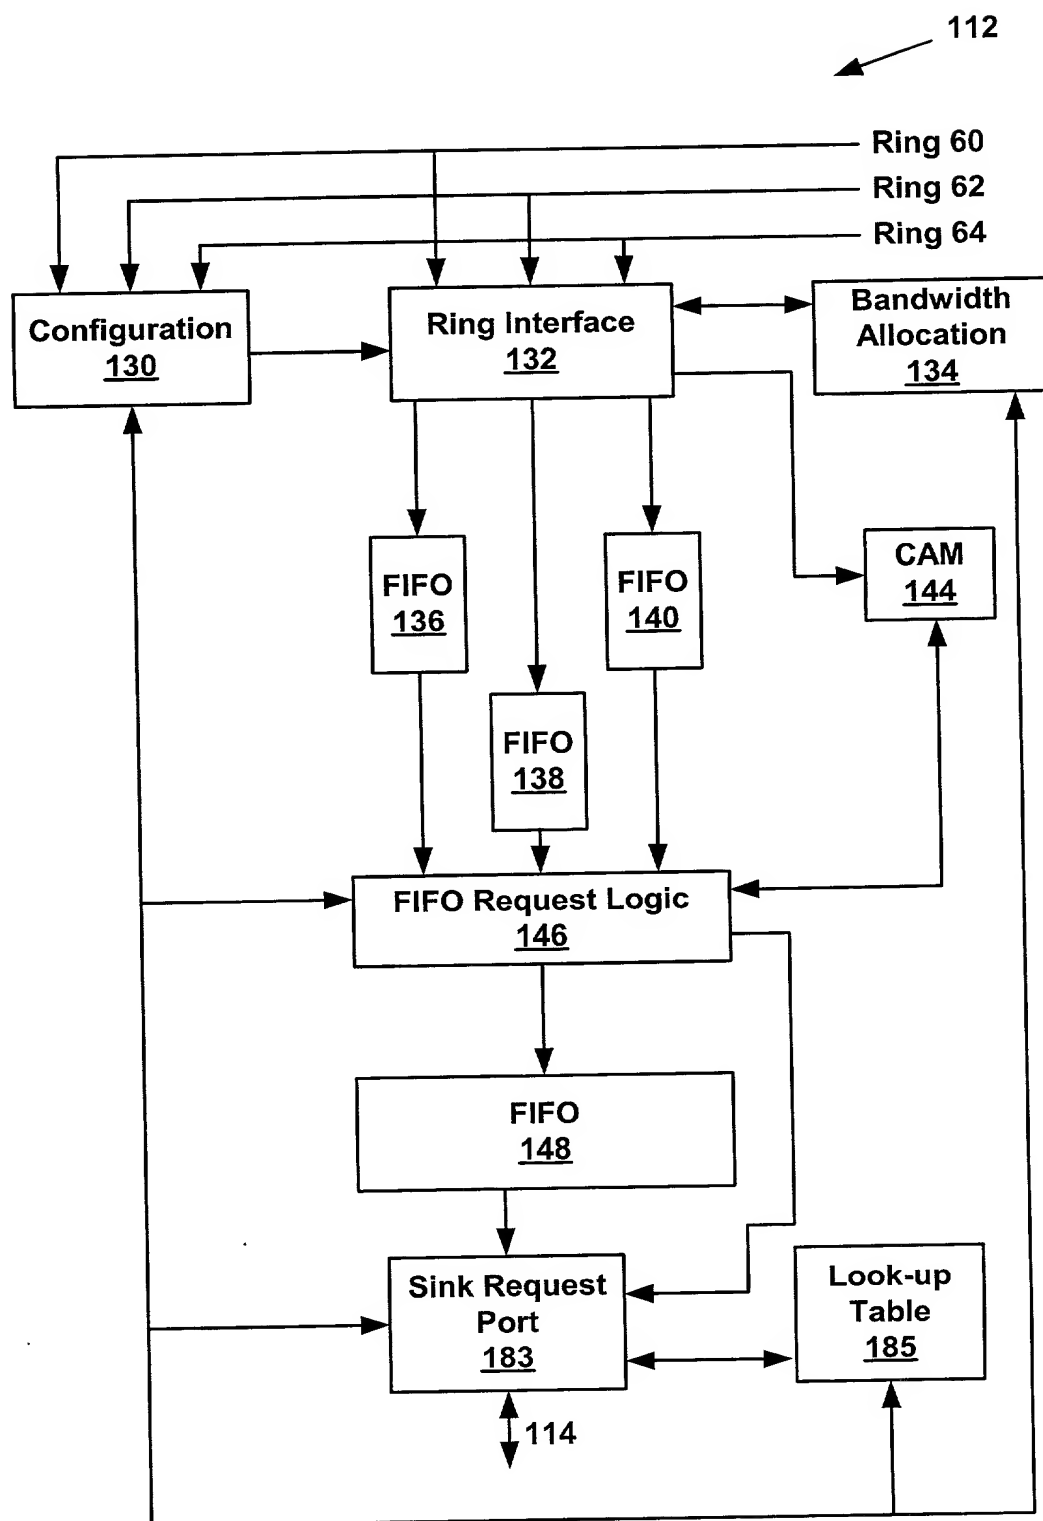 112
Ring 60
Ring 62
Ring 64
Configuration
130
Ring Interface
132
Bandwidth
Allocation
134
FIFO
136
FIFO
140
CAM
144
FIFO
138
FIFO Request Logic
146
FIFO
148
Sink Request
Port
183
Look-up
Table
185
114